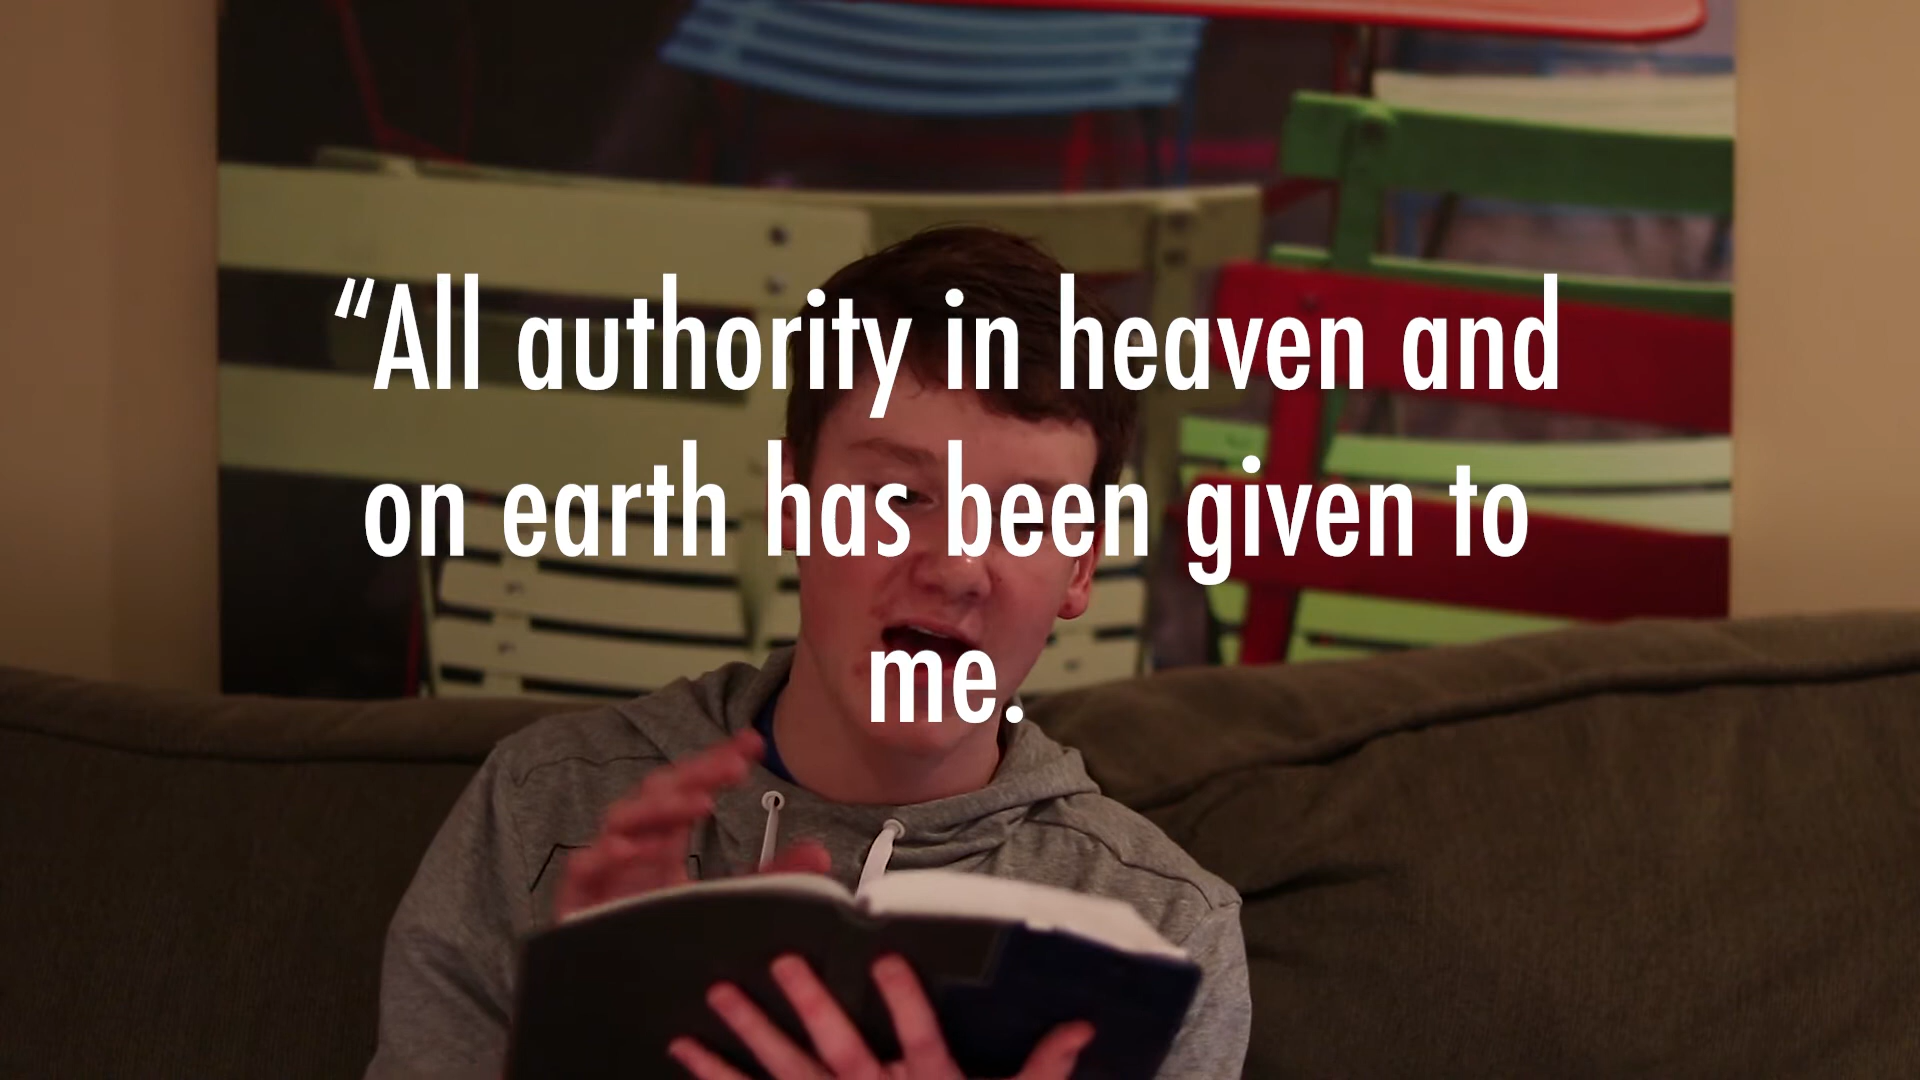 “All authority in heaven and
on earth has been given to
me.